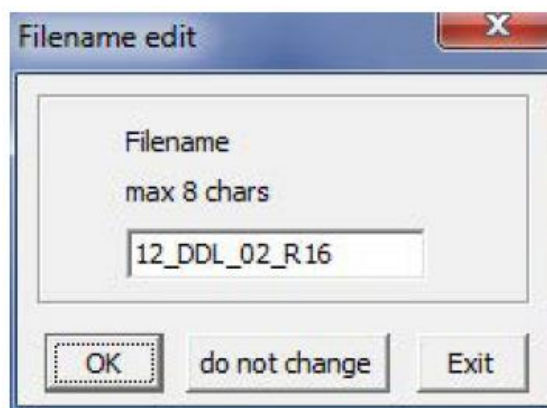 Filename edit
Filename
max 8 chars
12_DDL_02_R16
OK do not change Exit